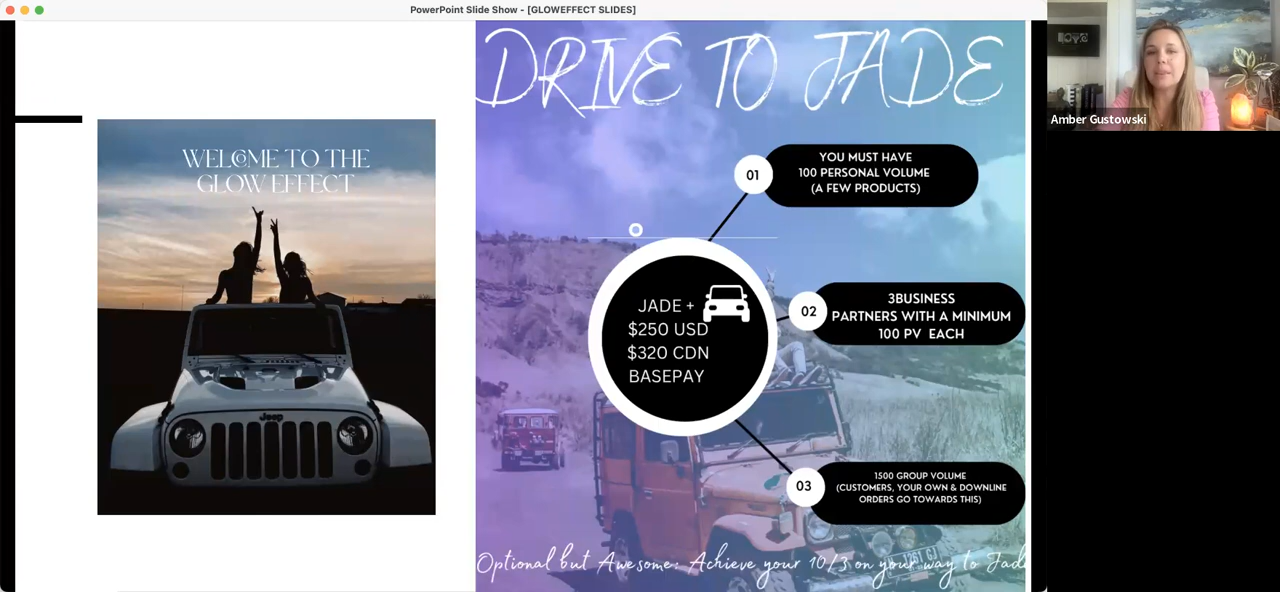 PowerPoint Slide Show - [GLOWEFFECT SLIDES]
WELCOME TO THE
GLOW EFFECT
Jeep
DRIVE TO JADE
01
YOU MUST HAVE
100 PERSONAL VOLUME
(A FEW PRODUCTS)
JADE +
$250 USD
$320 CDN
BASEPAY
02
3BUSINESS
PARTNERS WITH A MINIMUM
100 PV EACH
03
1500 GROUP VOLUME
(CUSTOMERS, YOUR OWN & DOWNLINE
ORDERS GO TOWARDS THIS)
Optional but Awesome: Achieve your 10/3 on your way to Jade
Amber Gustowski